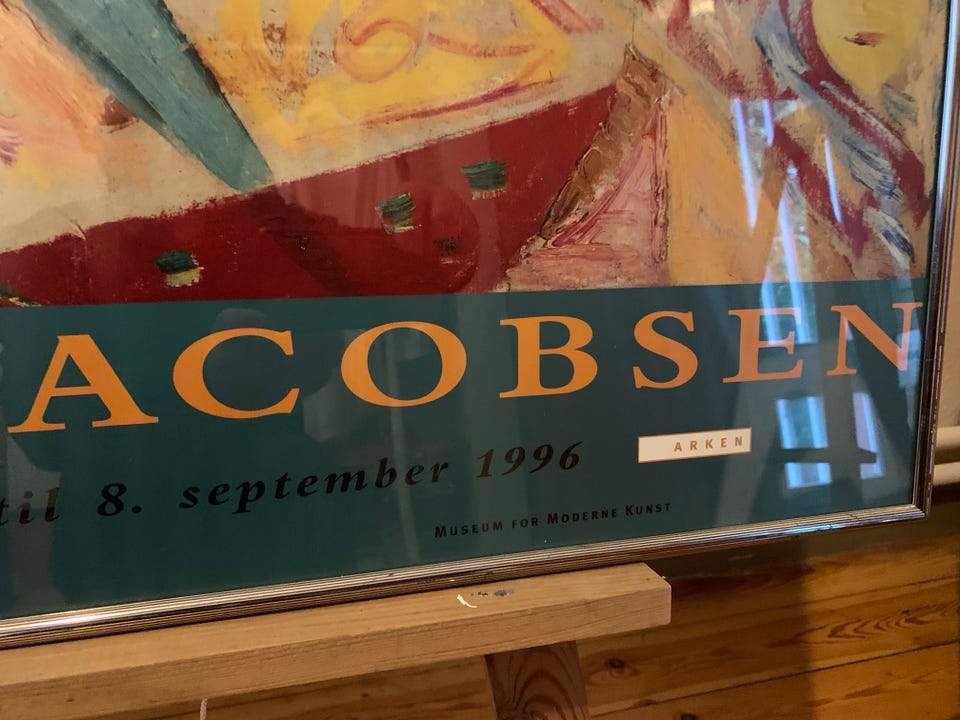 ACOBSEN
til 8. september 1996
ARKEN
MUSEUM FOR MODERNE KUNST